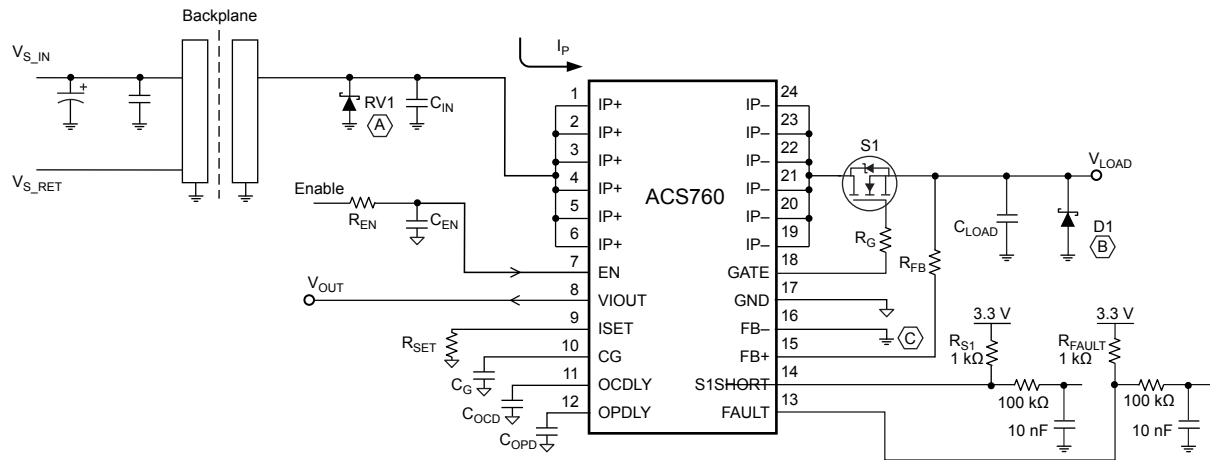 Backplane
V_S_IN
V_S_RET
+
RV1
A
C_IN
I_P
Enable
R_EN
C_EN
V_OUT
R_SET
C_G
C_OCD
C_OPD
ACS760
1 IP+
2 IP+
3 IP+
4 IP+
5 IP+
6 IP+
7 EN
8 VIOUT
9 ISET
10 CG
11 OCDLY
12 OPDLY
24 IP–
23 IP–
22 IP–
21 IP–
20 IP–
19 IP–
18 GATE
17 GND
16 FB–
15 FB+
14 S1SHORT
13 FAULT
S1
R_G
R_FB
C
C_LOAD
V_LOAD
D1
B
3.3 V
R_S1
1 kΩ
100 kΩ
10 nF
3.3 V
R_FAULT
1 kΩ
100 kΩ
10 nF